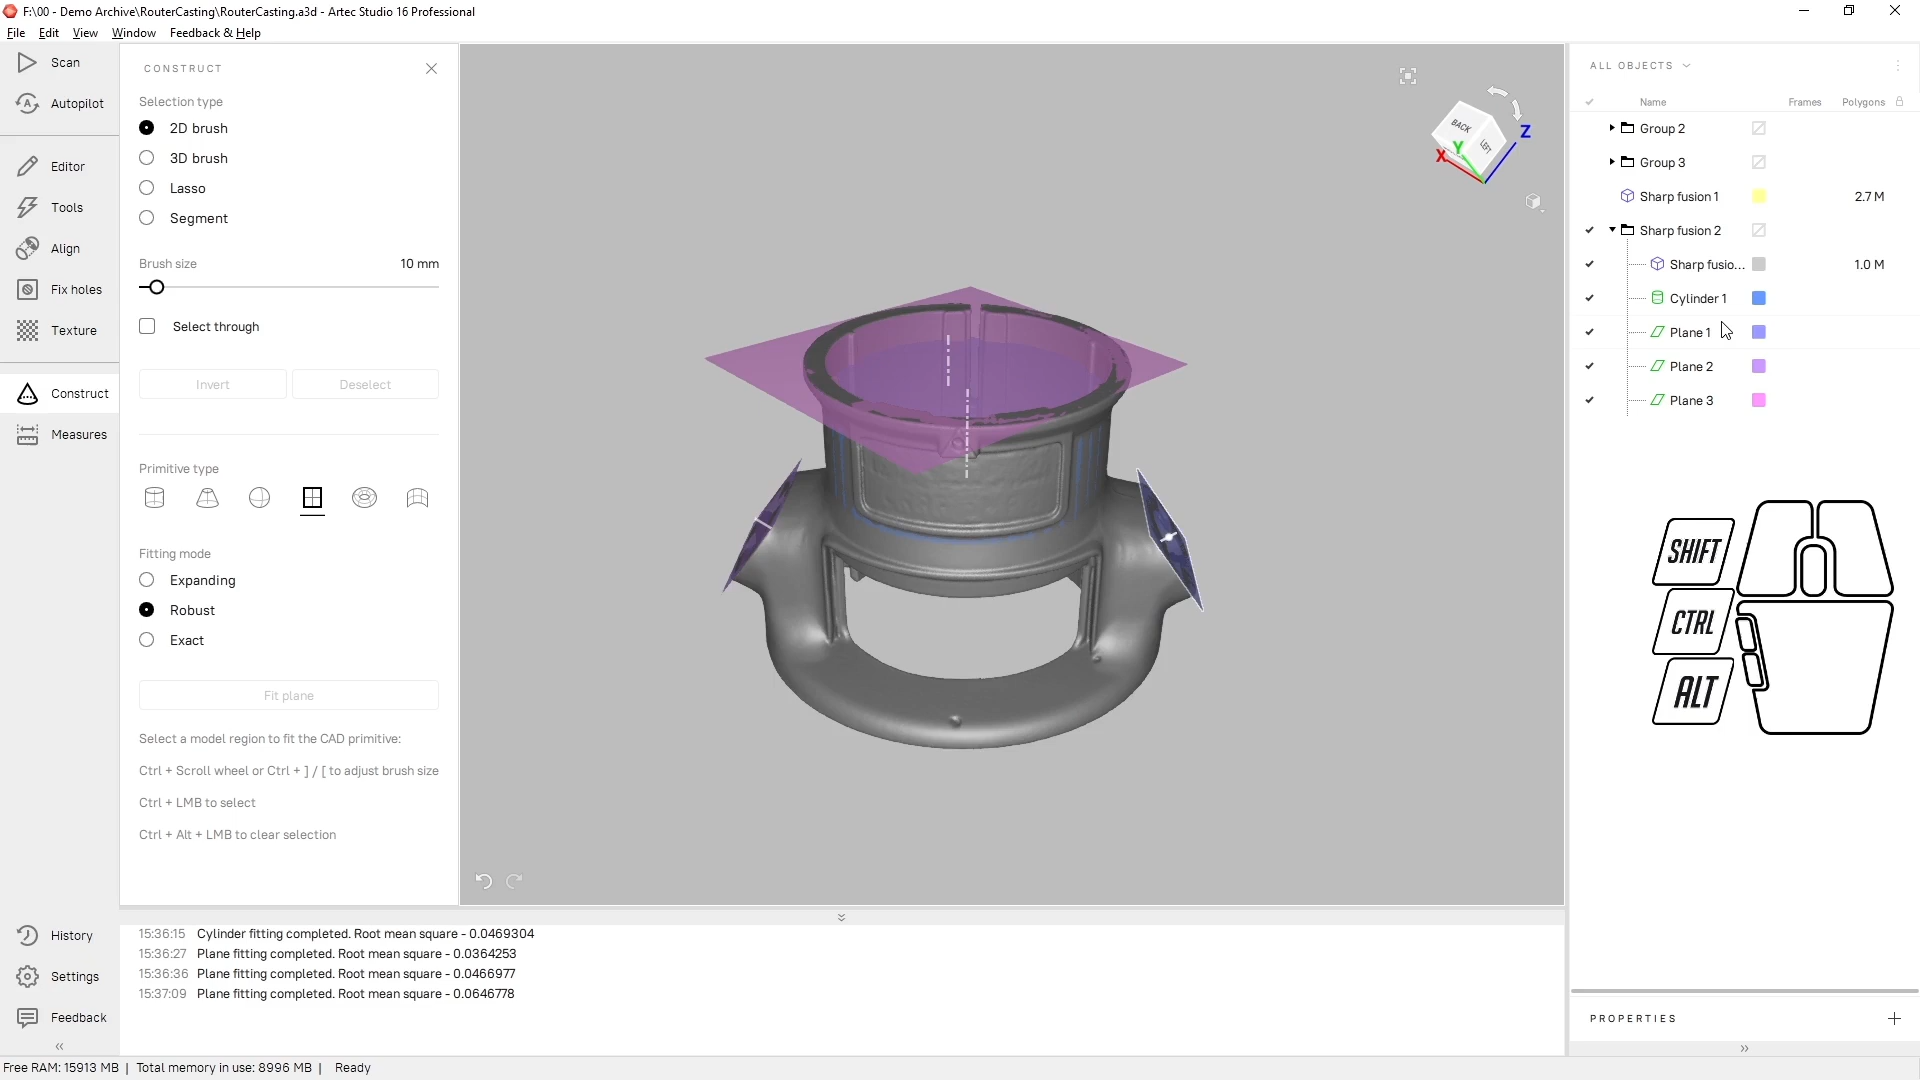 F:\00 - Demo Archive\RouterCasting\RouterCasting.a3d - Artec Studio 16 Professional
File Edit View Window Feedback & Help
Scan
Autopilot
Editor
Tools
Align
Fix holes
Texture
Construct
Measures
History
Settings
Feedback
CONSTRUCT
Selection type
2D brush
3D brush
Lasso
Segment
Brush size 10 mm
Select through
Invert Deselect
Primitive type
Fitting mode
Expanding
Robust
Exact
Fit plane
Select a model region to fit the CAD primitive:
Ctrl + Scroll wheel or Ctrl + ] / [ to adjust brush size
Ctrl + LMB to select
Ctrl + Alt + LMB to clear selection
BACK
LEFT
X
Y
Z
15:36:15 Cylinder fitting completed. Root mean square - 0.0469304
15:36:27 Plane fitting completed. Root mean square - 0.0364253
15:36:36 Plane fitting completed. Root mean square - 0.0466977
15:37:09 Plane fitting completed. Root mean square - 0.0646778
ALL OBJECTS
Name Frames Polygons
Group 2
Group 3
Sharp fusion 1 2.7 M
Sharp fusion 2
Sharp fusio... 1.0 M
Cylinder 1
Plane 1
Plane 2
Plane 3
SHIFT
CTRL
ALT
PROPERTIES
Free RAM: 15913 MB | Total memory in use: 8996 MB | Ready